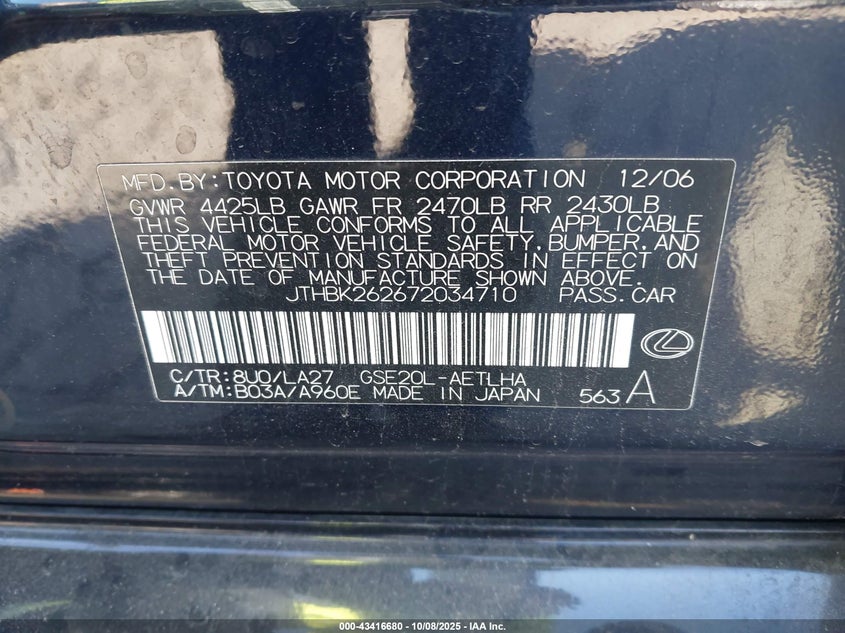 MFD.BY:TOYOTA MOTOR CORPORATION 12/06
GVWR 4425LB GAWR FR 2470LB RR 2430LB
THIS VEHICLE CONFORMS TO ALL APPLICABLE
FEDERAL MOTOR VEHICLE SAFETY,BUMPER,AND
THEFT PREVENTION STANDARDS IN EFFECT ON
THE DATE OF MANUFACTURE SHOWN ABOVE.
JTHBK262672034710 PASS.CAR
C/TR:8U0/LA27 GSE20L-AETLHA
A/TM:B03A/A960E MADE IN JAPAN 563 A
000-43416680 - 10/08/2025 - IAA Inc.